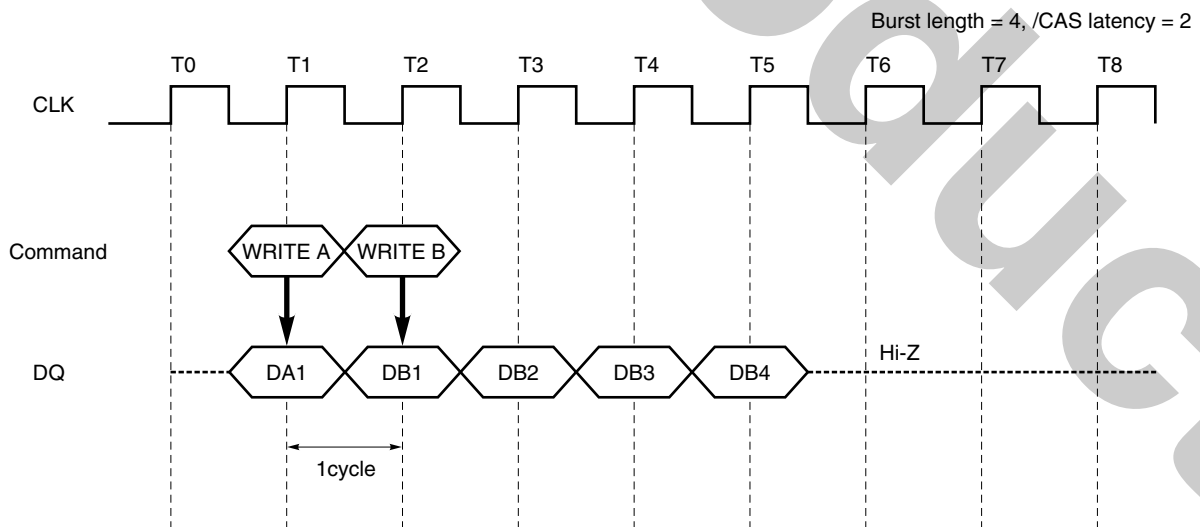 Burst length = 4, /CAS latency = 2
T0 T1 T2 T3 T4 T5 T6 T7 T8
CLK
Command WRITE A WRITE B
DQ DA1 DB1 DB2 DB3 DB4 Hi-Z
1cycle